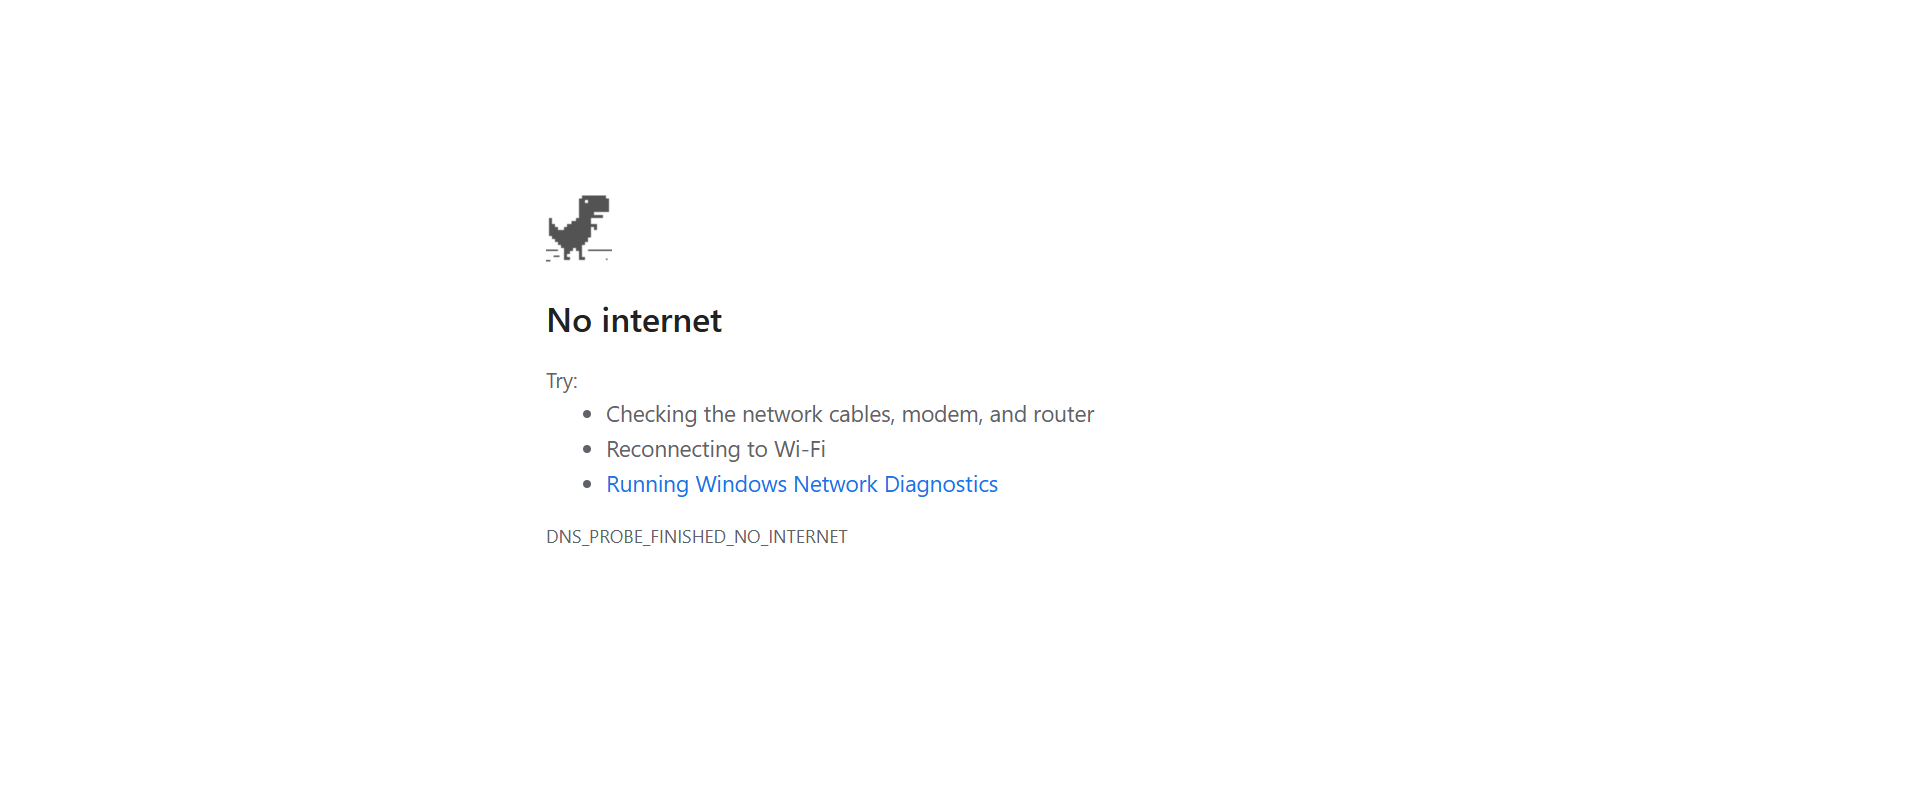 No internet
Try:
Checking the network cables, modem, and router
Reconnecting to Wi-Fi
Running Windows Network Diagnostics
DNS_PROBE_FINISHED_NO_INTERNET